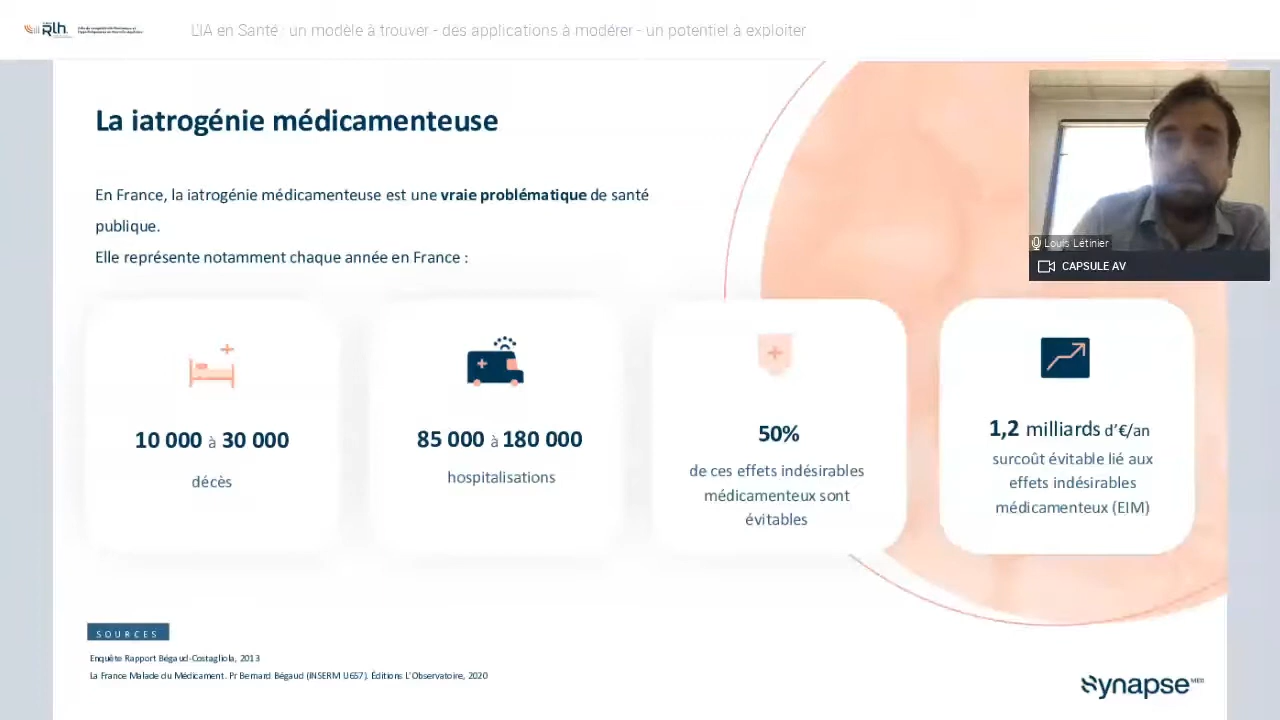 Rlh
L'IA en Santé : un modèle à trouver - des applications à modérer - un potentiel à exploiter
La iatrogénie médicamenteuse
En France, la iatrogénie médicamenteuse est une vraie problématique de santé
publique.
Elle représente notamment chaque année en France :
10 000 à 30 000
décès
85 000 à 180 000
hospitalisations
50%
de ces effets indésirables
médicamenteux sont
évitables
1,2 milliards d'€/an
surcoût évitable lié aux
effets indésirables
médicamenteux (EIM)
Louis Létinier
CAPSULE AV
SOURCES
Enquête Rapport Bégaud-Costagliola, 2013
La France Malade du Médicament. Pr Bernard Bégaud (INSERM U657). Éditions L'Observatoire, 2020
Synapse MED